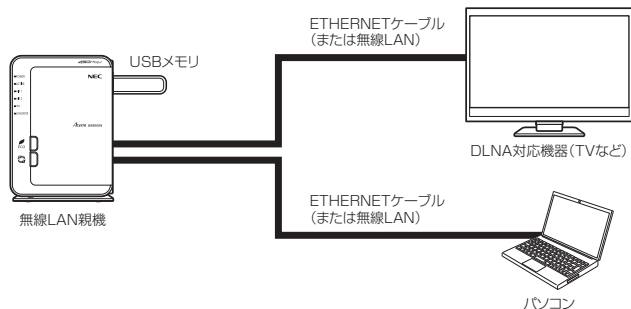 ETHERNETケーブル
(または無線LAN)
USBメモリ
NEC
Aterm
ECO
DLNA対応機器(TVなど)
ETHERNETケーブル
(または無線LAN)
無線LAN親機
パソコン